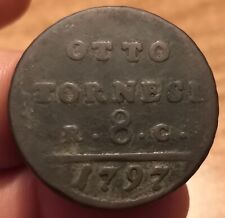 OTTO
TORNESI
R . 8 . C .
1797